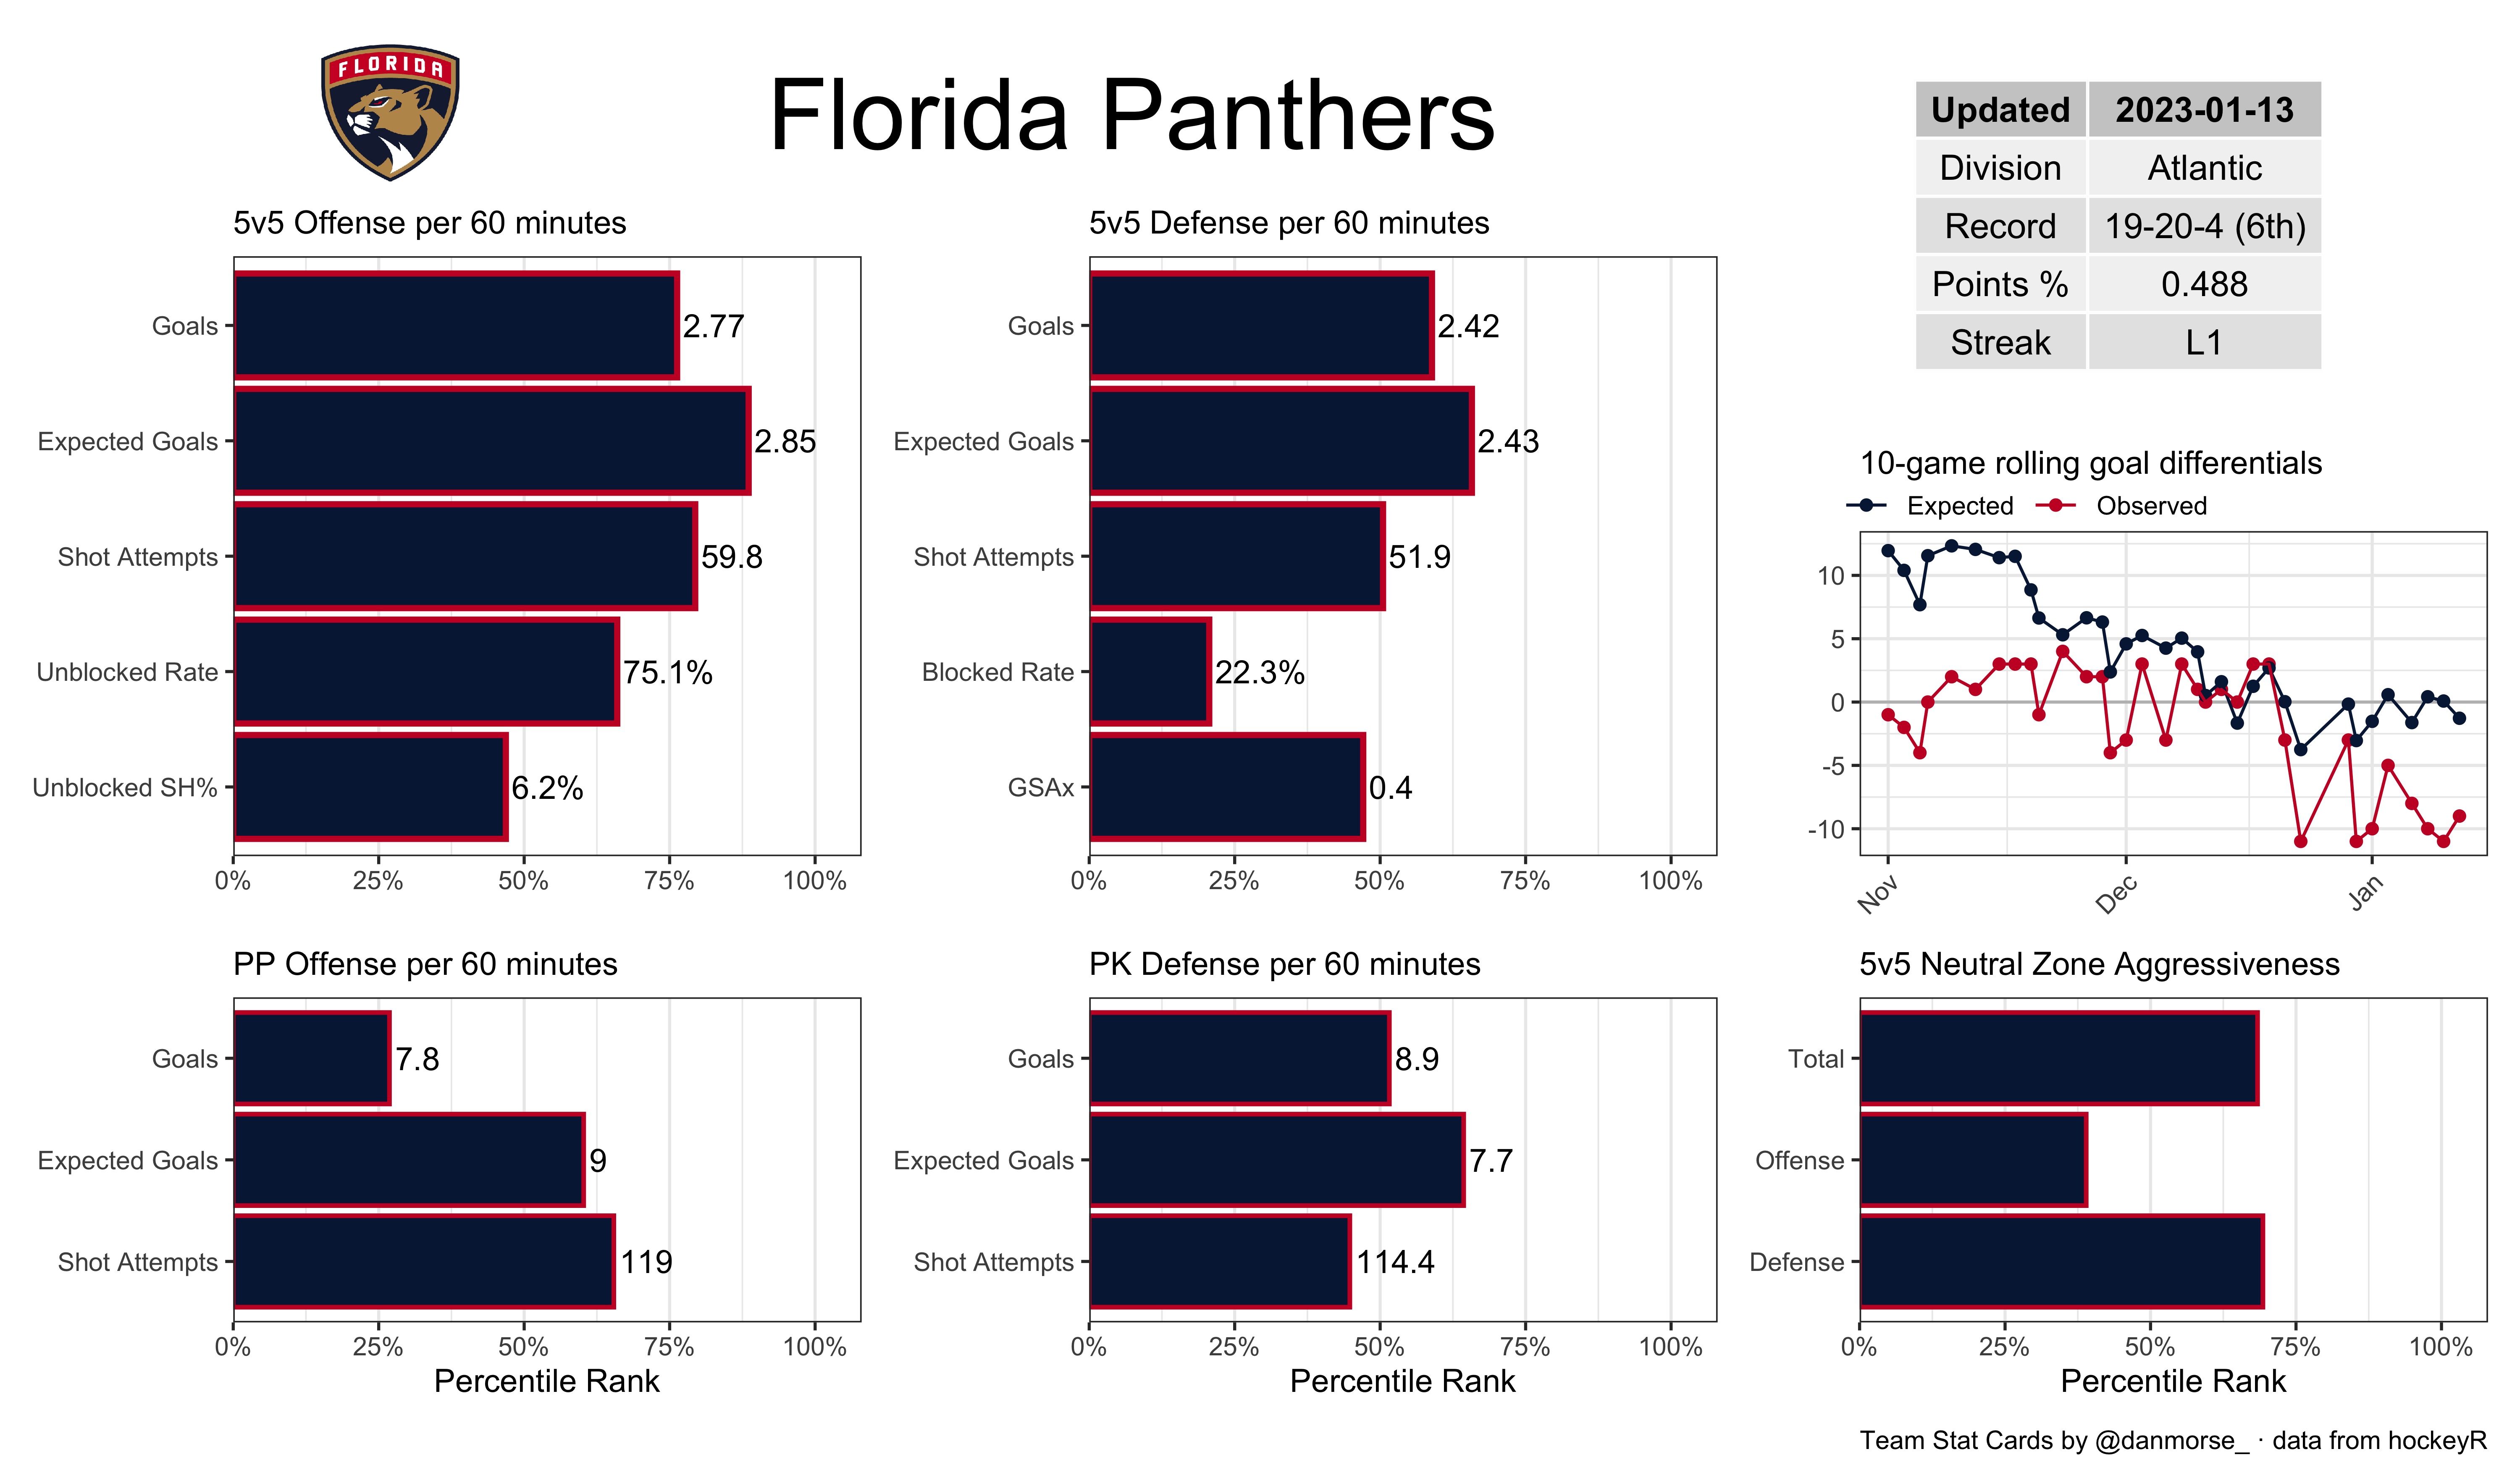 FLORIDA
Florida Panthers
Updated 2023-01-13
Division Atlantic
Record 19-20-4 (6th)
Points % 0.488
Streak L1
5v5 Offense per 60 minutes
Goals 2.77
Expected Goals 2.85
Shot Attempts 59.8
Unblocked Rate 75.1%
Unblocked SH% 6.2%
0% 25% 50% 75% 100%
5v5 Defense per 60 minutes
Goals 2.42
Expected Goals 2.43
Shot Attempts 51.9
Blocked Rate 22.3%
GSAx 0.4
0% 25% 50% 75% 100%
10-game rolling goal differentials
Expected Observed
10
5
0
-5
-10
Nov Dec Jan
PP Offense per 60 minutes
Goals 7.8
Expected Goals 9
Shot Attempts 119
0% 25% 50% 75% 100%
Percentile Rank
PK Defense per 60 minutes
Goals 8.9
Expected Goals 7.7
Shot Attempts 114.4
0% 25% 50% 75% 100%
Percentile Rank
5v5 Neutral Zone Aggressiveness
Total
Offense
Defense
0% 25% 50% 75% 100%
Percentile Rank
Team Stat Cards by @danmorse_ · data from hockeyR